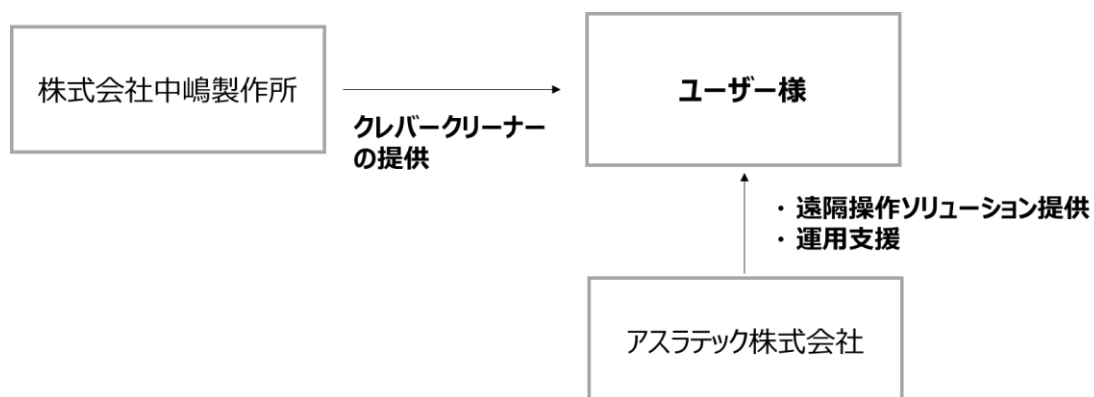 株式会社中嶋製作所
ユーザー様
クレバークリーナー
の提供
・ 遠隔操作ソリューション提供
・ 運用支援
アスラテック株式会社